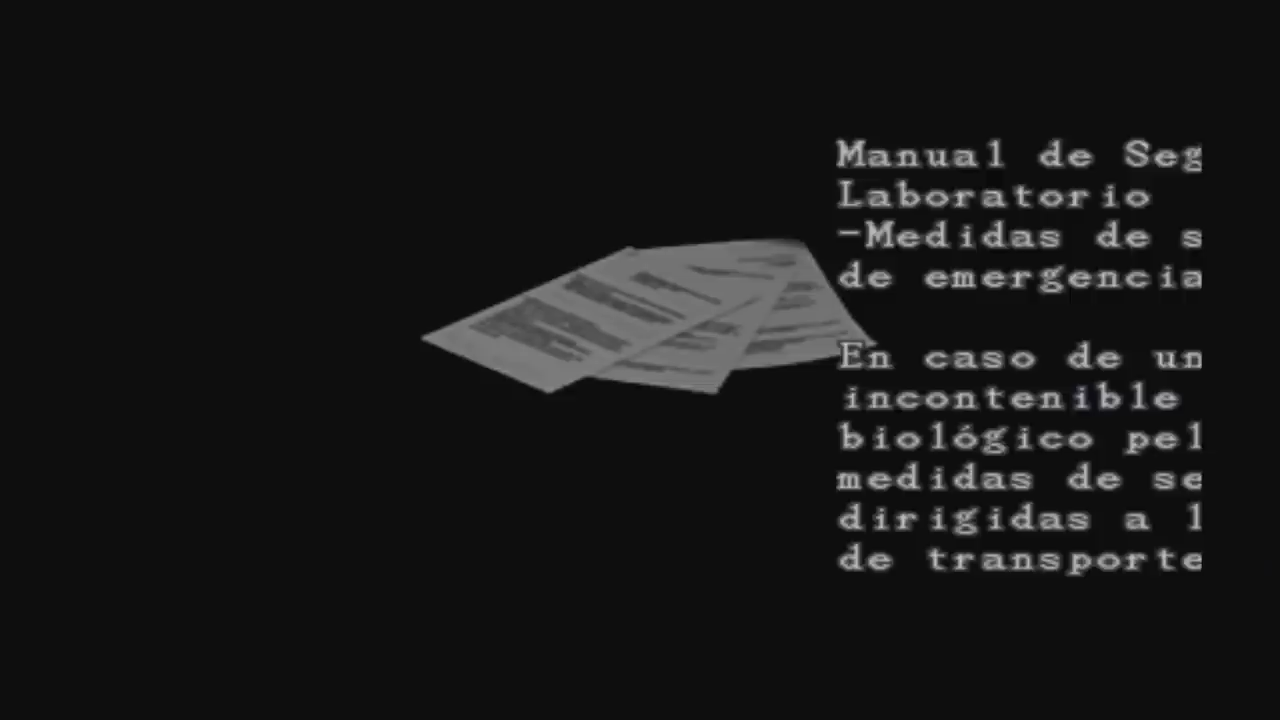 Manual de Seg
Laboratorio
-Medidas de s
de emergencia
En caso de un
incontenible
biológico pel
medidas de se
dirigidas a l
de transporte